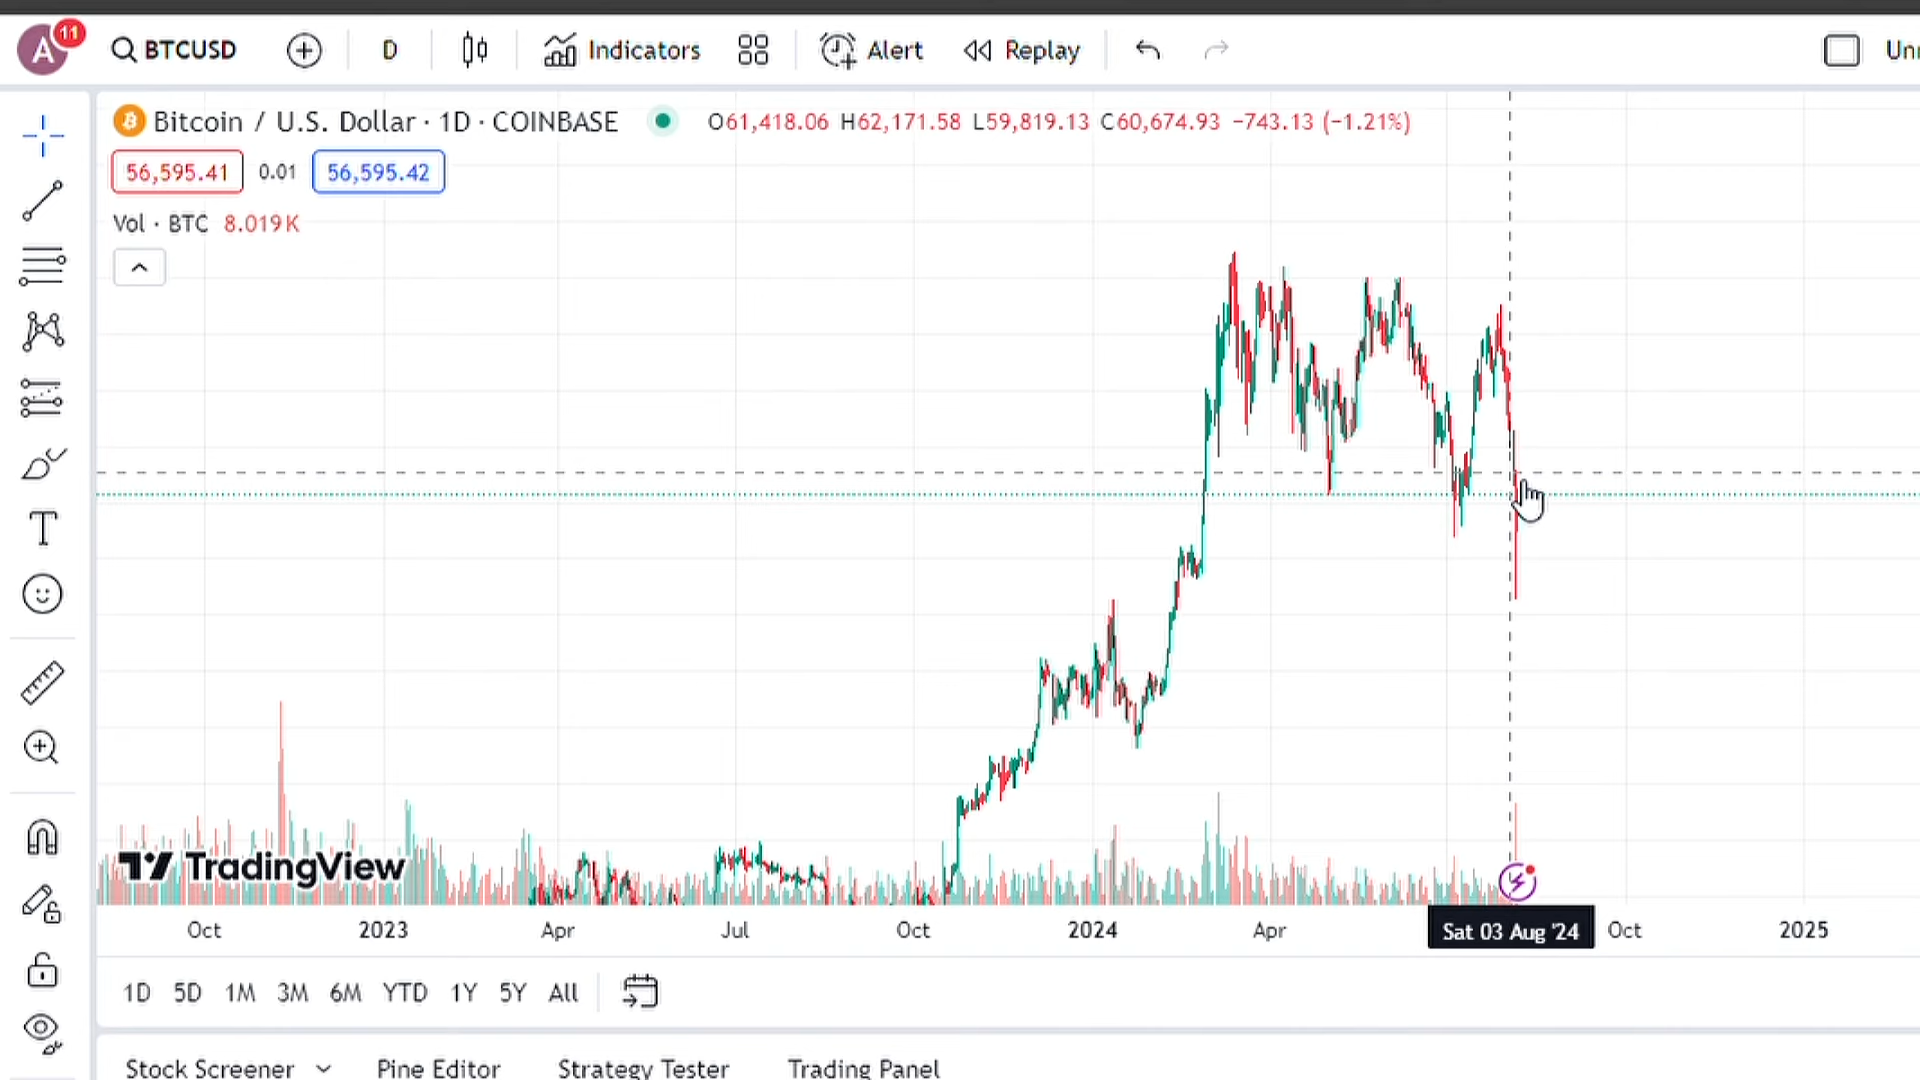 A 11 BTCUSD D Indicators Alert Replay
Bitcoin / U.S. Dollar · 1D · COINBASE O61,418.06 H62,171.58 L59,819.13 C60,674.93 −743.13 (−1.21%)
56,595.41 0.01 56,595.42
Vol · BTC 8.019K
TradingView
Oct 2023 Apr Jul Oct 2024 Apr Sat 03 Aug '24 Oct 2025
1D 5D 1M 3M 6M YTD 1Y 5Y All
Stock Screener Pine Editor Strategy Tester Trading Panel